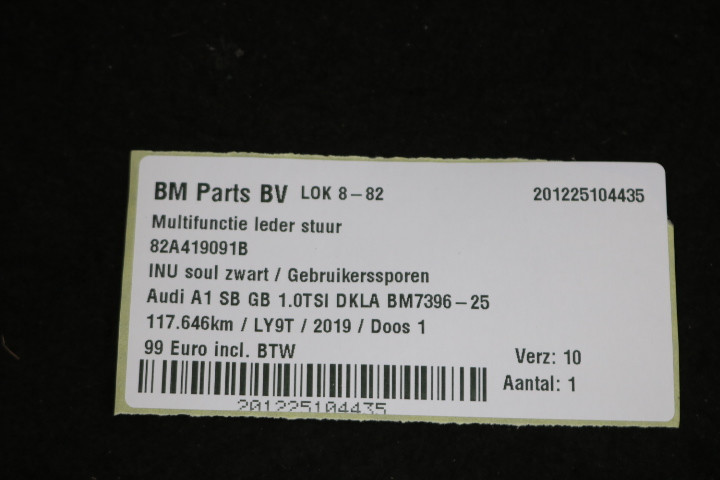 BM Parts BV LOK 8-82 201225104435
Multifunctie leder stuur
82A419091B
INU soul zwart / Gebruikerssporen
Audi A1 SB GB 1.0TSI DKLA BM7396-25
117.646km / LY9T / 2019 / Doos 1
99 Euro incl. BTW Verz: 10
Aantal: 1
201225104435